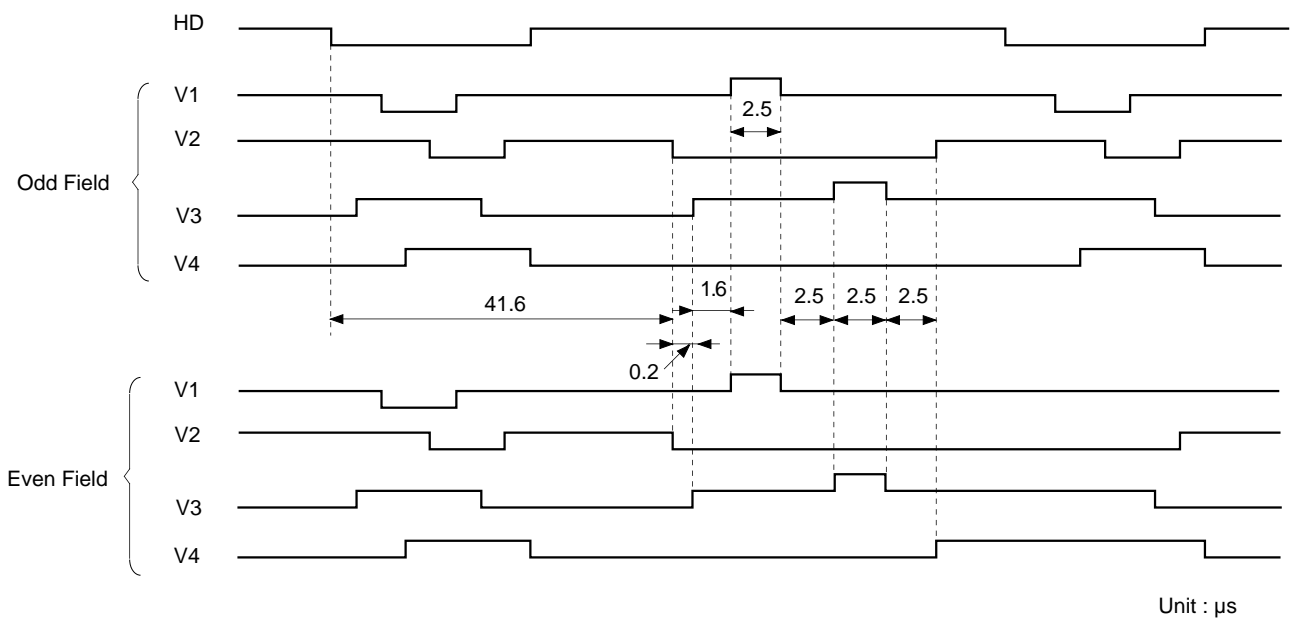 HD
V1
2.5
V2
Odd Field
V3
V4
1.6
2.5
2.5
2.5
41.6
0.2
V1
V2
Even Field
V3
V4
Unit : μs